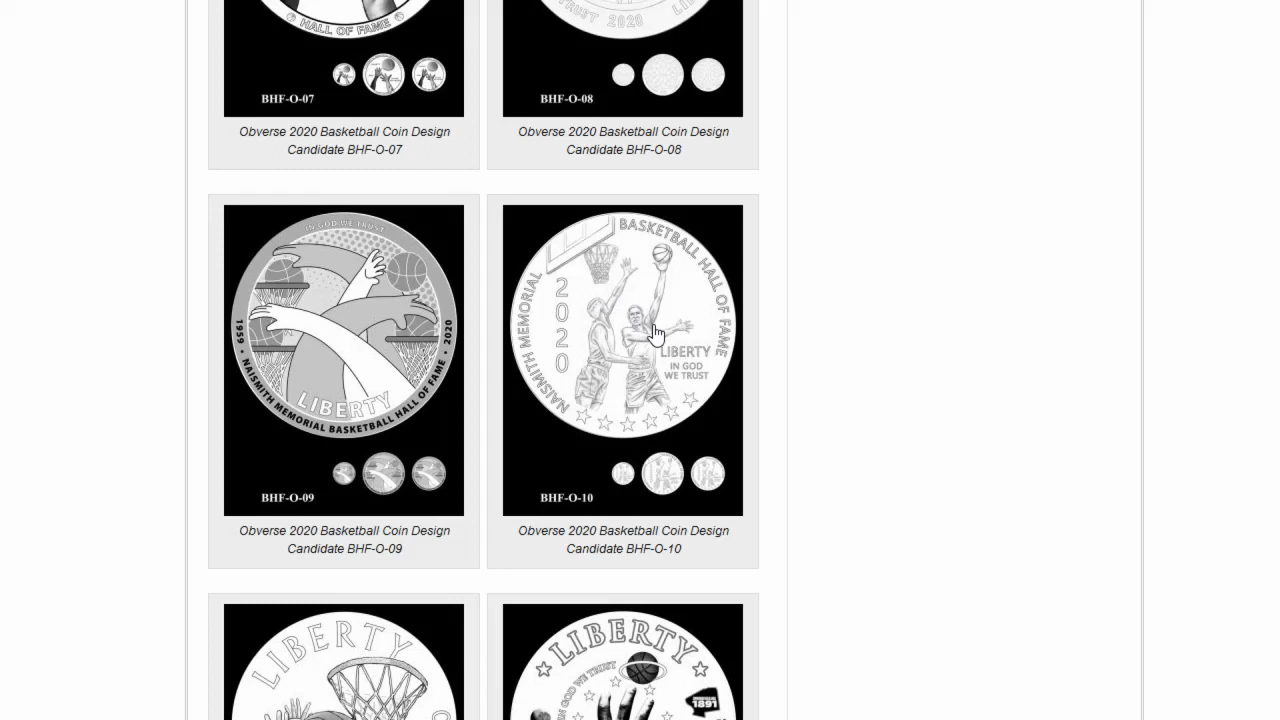 HALL OF FAME
BHF-O-07
Obverse 2020 Basketball Coin Design
Candidate BHF-O-07
TRUST 2020
BHF-O-08
Obverse 2020 Basketball Coin Design
Candidate BHF-O-08
IN GOD WE TRUST
1959 • NAISMITH MEMORIAL BASKETBALL HALL OF FAME • 2020
LIBERTY
BHF-O-09
Obverse 2020 Basketball Coin Design
Candidate BHF-O-09
NAISMITH MEMORIAL
BASKETBALL HALL OF FAME
2020
LIBERTY
IN GOD
WE TRUST
BHF-O-10
Obverse 2020 Basketball Coin Design
Candidate BHF-O-10
LIBERTY
LIBERTY
IN GOD WE TRUST
1891